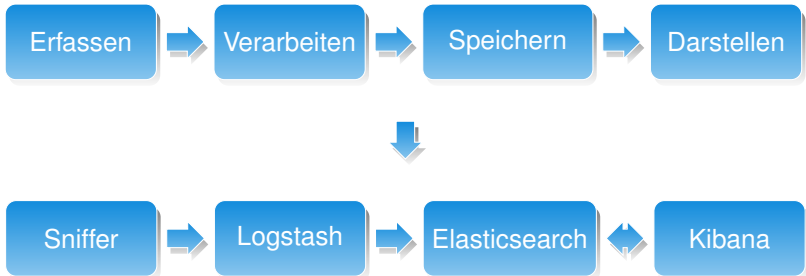 Erfassen
Verarbeiten
Speichern
Darstellen
Sniffer
Logstash
Elasticsearch
Kibana